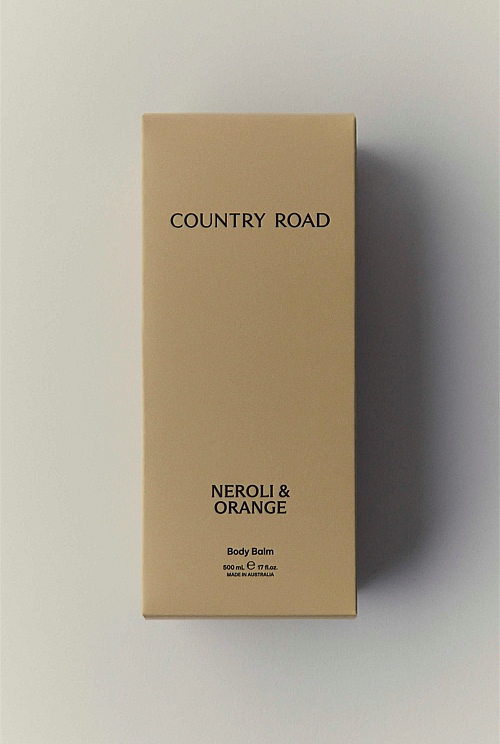 COUNTRY ROAD
NEROLI &
ORANGE
Body Balm
500 mL ℮ 17 fl.oz.
MADE IN AUSTRALIA